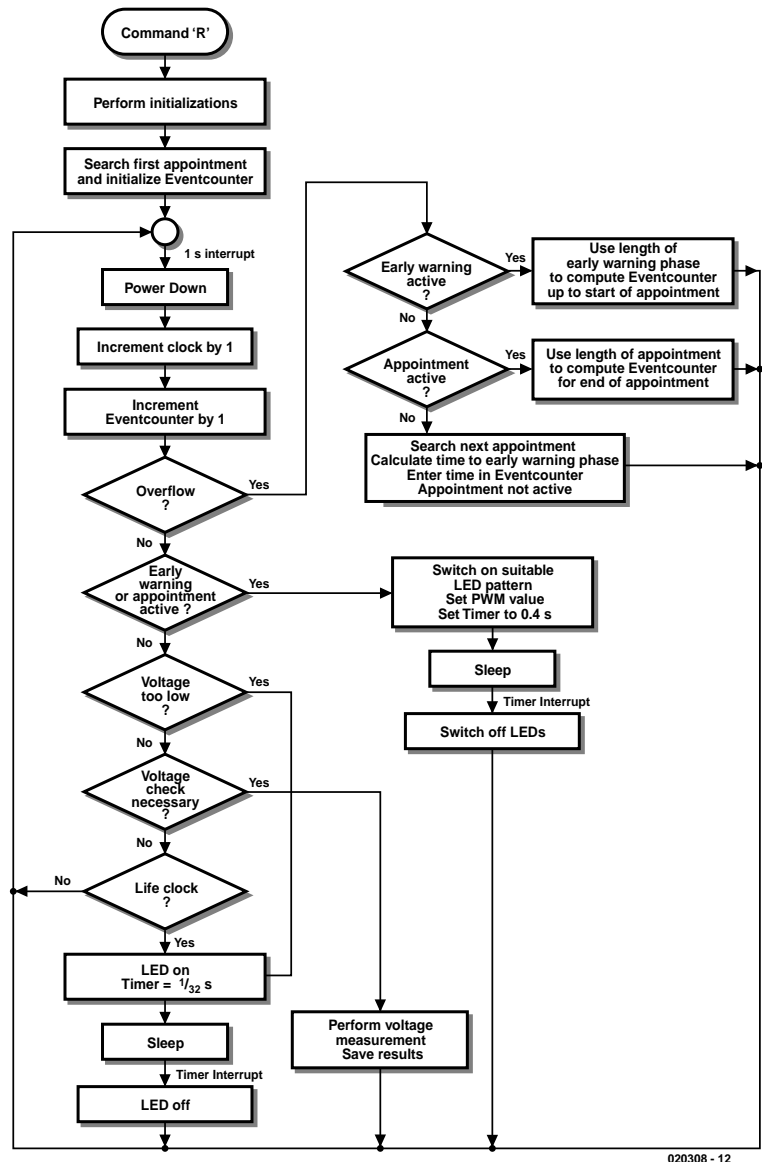 Command ‘R’
Perform initializations
Search first appointment
and initialize Eventcounter
1 s interrupt
Power Down
Increment clock by 1
Increment
Eventcounter by 1
Overflow
?
Yes
No
Early warning
active
?
Yes
No
Use length of
early warning phase
to compute Eventcounter
up to start of appointment
Appointment
active
?
Yes
No
Use length of appointment
to compute Eventcounter
for end of appointment
Search next appointment
Calculate time to early warning phase
Enter time in Eventcounter
Appointment not active
Early
warning
or appointment
active ?
Yes
No
Switch on suitable
LED pattern
Set PWM value
Set Timer to 0.4 s
Sleep
Timer Interrupt
Switch off LEDs
Voltage
too low
?
Yes
No
Voltage
check
necessary
?
Yes
No
Life clock
?
No
Yes
LED on
Timer = 1/32 s
Sleep
Timer Interrupt
LED off
Perform voltage
measurement
Save results
020308 - 12